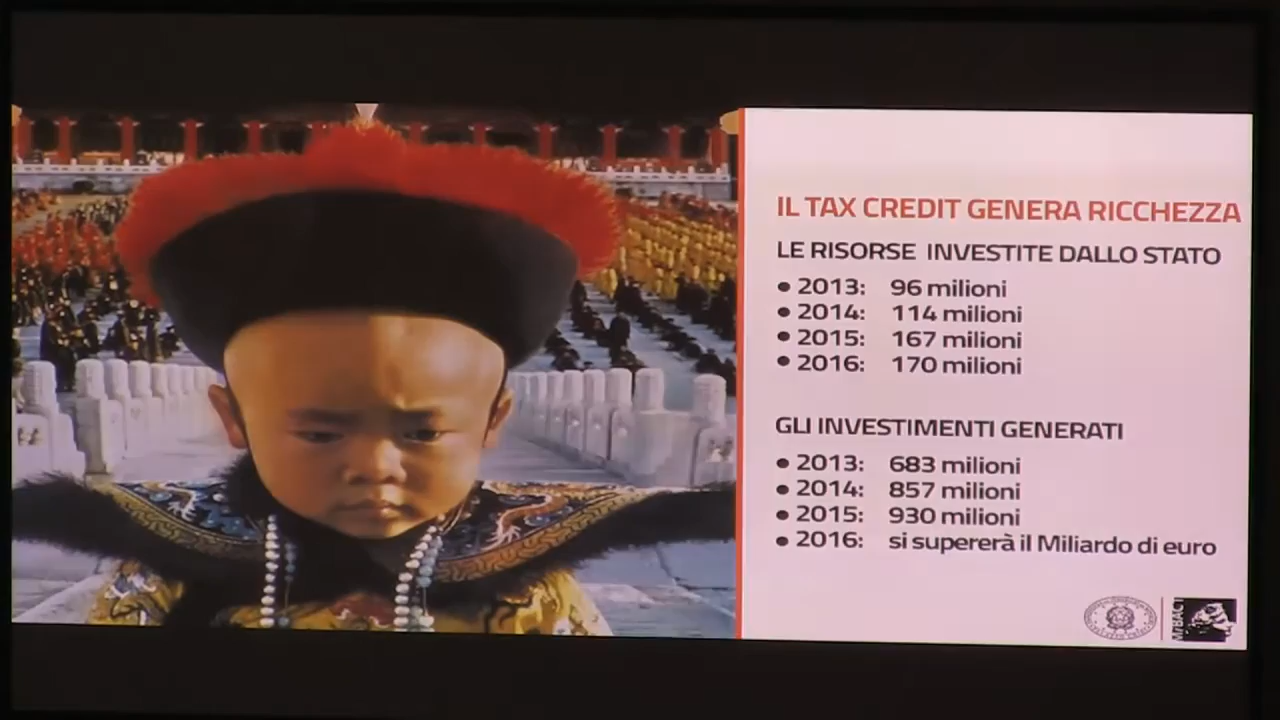 IL TAX CREDIT GENERA RICCHEZZA
LE RISORSE INVESTITE DALLO STATO
• 2013: 96 milioni
• 2014: 114 milioni
• 2015: 167 milioni
• 2016: 170 milioni
GLI INVESTIMENTI GENERATI
• 2013: 683 milioni
• 2014: 857 milioni
• 2015: 930 milioni
• 2016: si supererà il Miliardo di euro
MiBACT